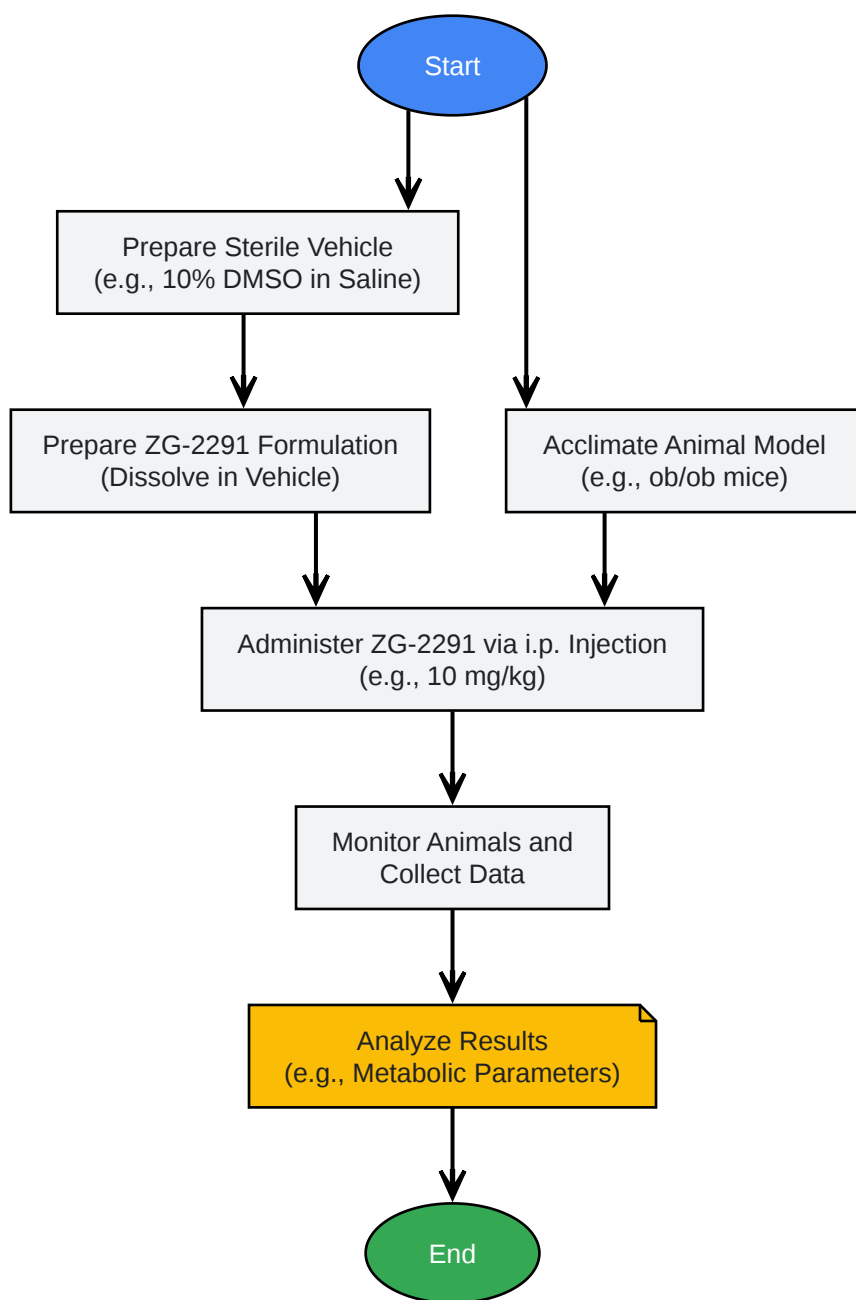 Start
Prepare Sterile Vehicle
(e.g., 10% DMSO in Saline)
Prepare ZG-2291 Formulation
(Dissolve in Vehicle)
Acclimate Animal Model
(e.g., ob/ob mice)
Administer ZG-2291 via i.p. Injection
(e.g., 10 mg/kg)
Monitor Animals and
Collect Data
Analyze Results
(e.g., Metabolic Parameters)
End